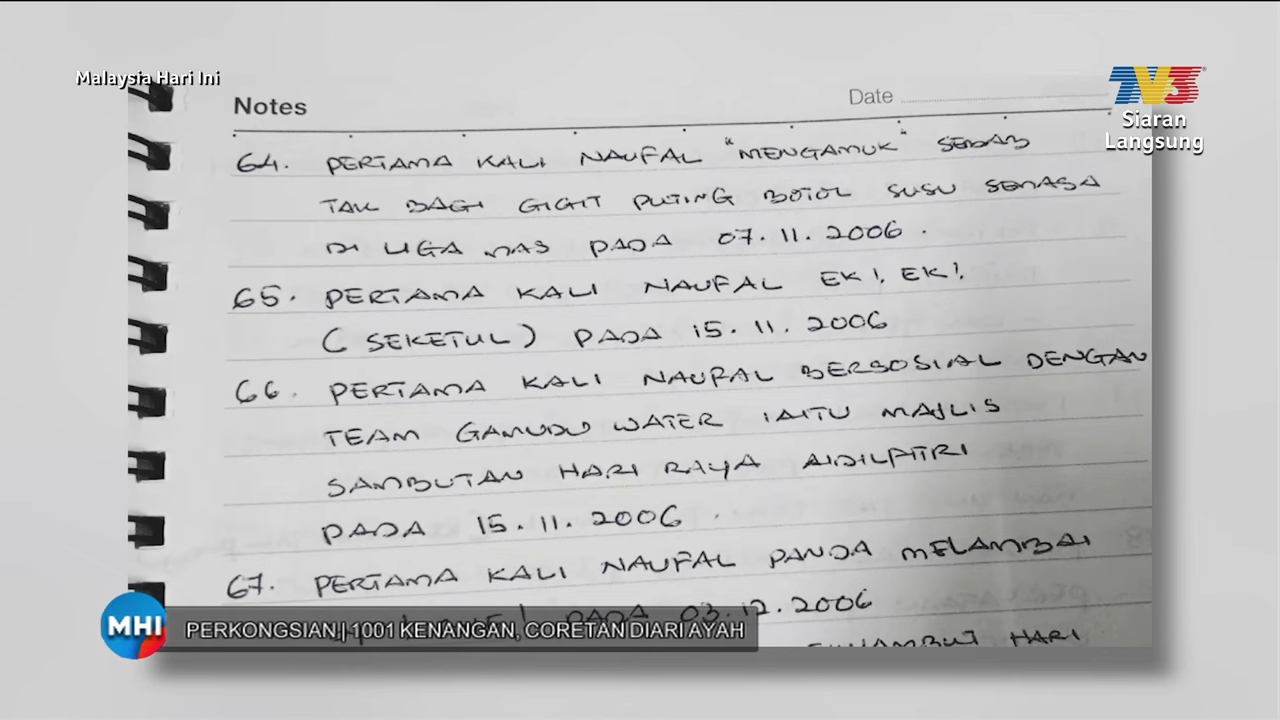 Malaysia Hari Ini
TV3
Siaran
Langsung
Notes
Date
64. PERTAMA KALI NAUFAL "MENGAMUK" SEBAB
TAK BAGI GIGIT PUTING BOTOL SUSU SEMASA
DI LIGA MAS PADA 07.11.2006.
65. PERTAMA KALI NAUFAL EK! EK!
(SEKETUL) PADA 15.11.2006
66. PERTAMA KALI NAUFAL BERSOSIAL DENGAN
TEAM GAMUDU WATER IAITU MAJLIS
SAMBUTAN HARI RAYA AIDILFITRI
PADA 15.11.2006.
67. PERTAMA KALI NAUFAL PANDA MELAMBAI
PADA 03.12.2006
HARI
MHI
PERKONGSIAN | 1001 KENANGAN, CORETAN DIARI AYAH